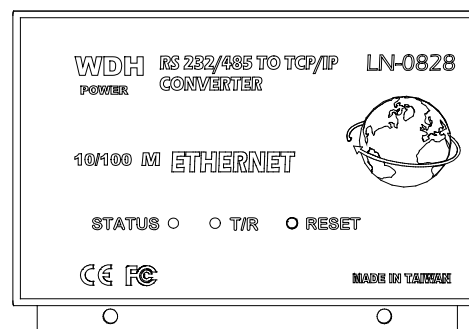 WDH RS 232/485 TO TCP/IP LN-0828
POWER CONVERTER
10/100 M ETHERNET
STATUS T/R RESET
CE FC MADE IN TAIWAN